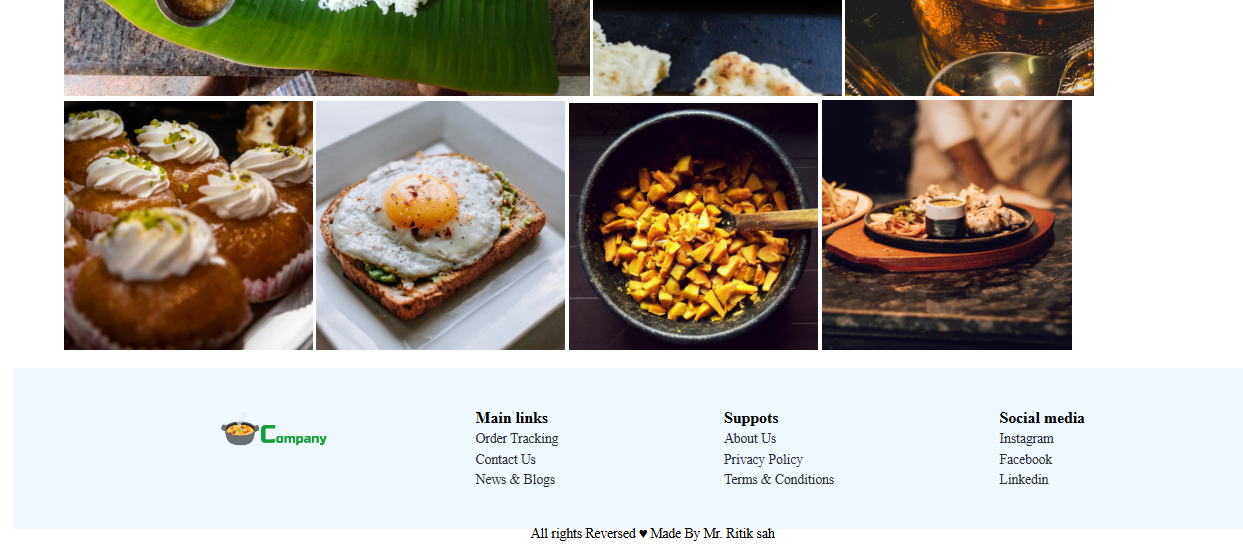 Company
Main links
Order Tracking
Contact Us
News & Blogs
Suppots
About Us
Privacy Policy
Terms & Conditions
Social media
Instagram
Facebook
Linkedin
All rights Reversed ♥ Made By Mr. Ritik sah